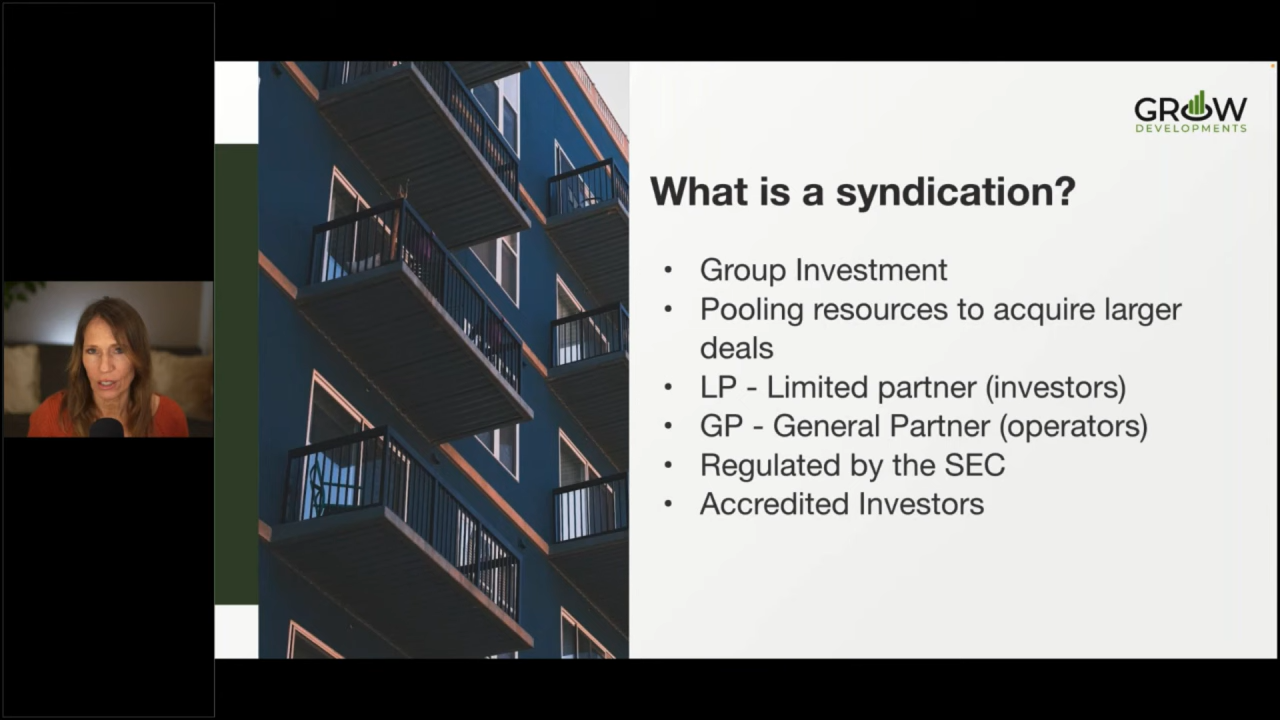 GROW
DEVELOPMENTS
What is a syndication?
• Group Investment
• Pooling resources to acquire larger
deals
• LP - Limited partner (investors)
• GP - General Partner (operators)
• Regulated by the SEC
• Accredited Investors